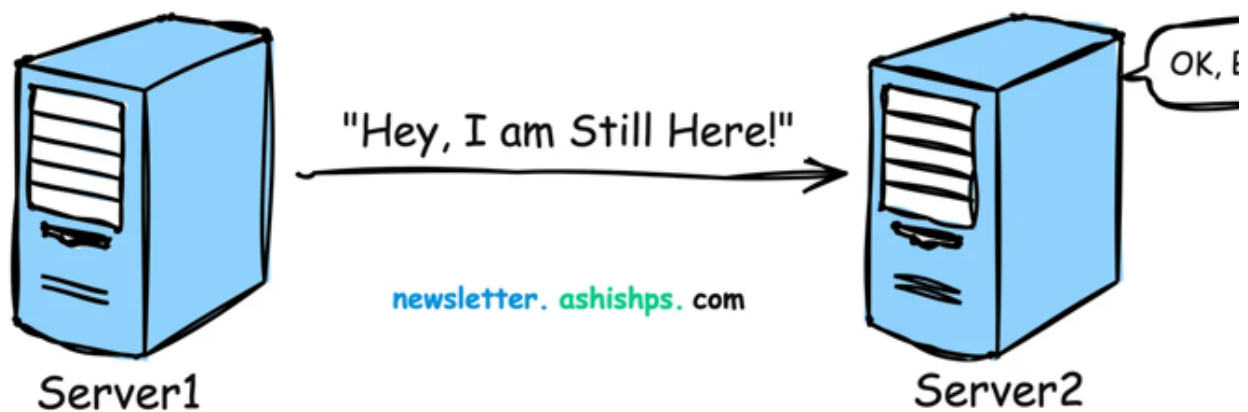 "Hey, I am Still Here!"
OK,
newsletter. ashishps. com
Server1
Server2